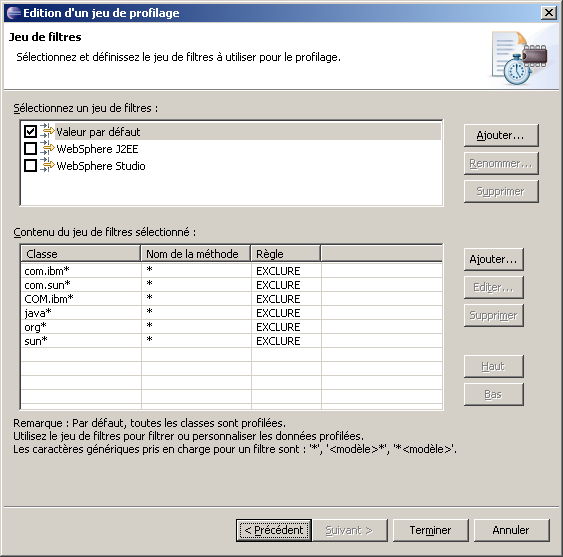 Edition d'un jeu de profilage
Jeu de filtres
Sélectionnez et définissez le jeu de filtres à utiliser pour le profilage.
Sélectionnez un jeu de filtres :
Valeur par défaut
WebSphere J2EE
WebSphere Studio
Ajouter...
Renommer...
Supprimer
Contenu du jeu de filtres sélectionné :
Classe Nom de la méthode Règle
com.ibm* * EXCLURE
com.sun* * EXCLURE
COM.ibm* * EXCLURE
java* * EXCLURE
org* * EXCLURE
sun* * EXCLURE
Ajouter...
Editer...
Supprimer
Haut
Bas
Remarque : Par défaut, toutes les classes sont profilées.
Utilisez le jeu de filtres pour filtrer ou personnaliser les données profilées.
Les caractères génériques pris en charge pour un filtre sont : '*', '<modèle>*', '*<modèle>'.
< Précédent Suivant > Terminer Annuler